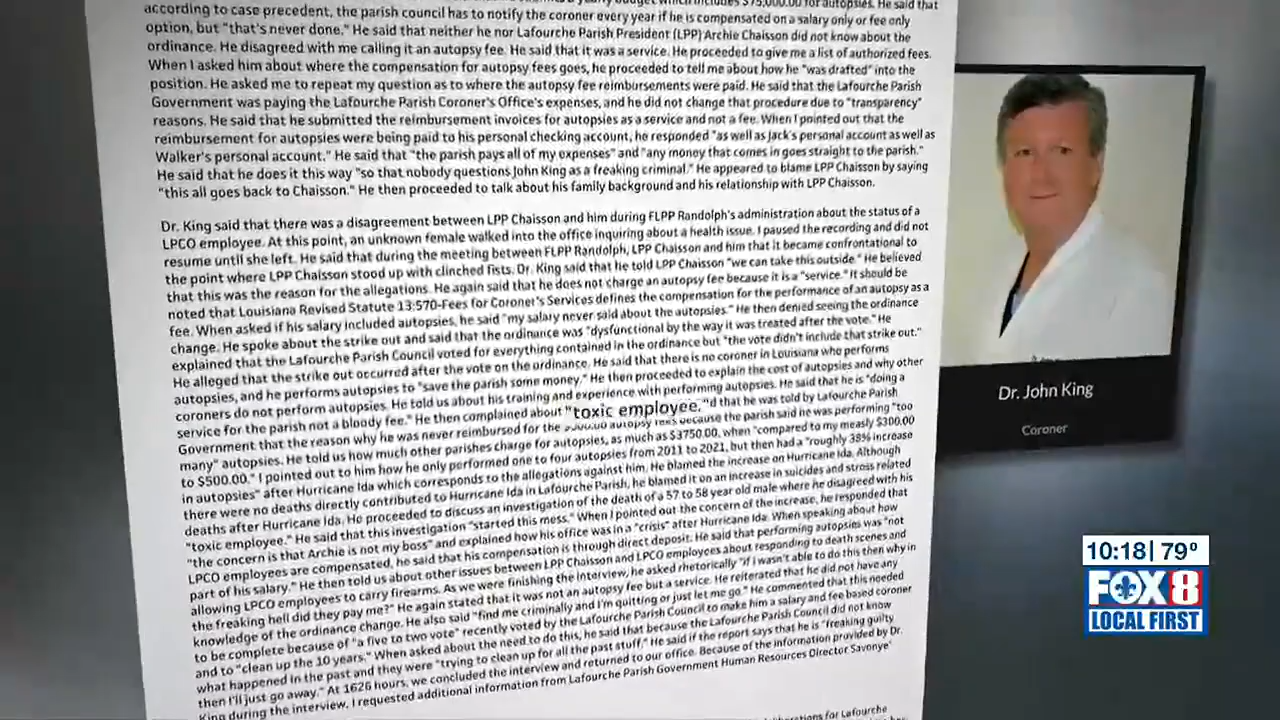 according to case precedent, the parish council has to notify the coroner every year if he is compensated on a salary only or fee only
option, but "that's never done." He said that neither he nor Lafourche Parish President (LPP) Archie Chaisson did not know about the
ordinance. He disagreed with me calling it an autopsy fee. He said that it was a service. He proceeded to give me a list of authorized fees.
When I asked him about where the compensation for autopsy fees goes, he proceeded to tell me about how he "was drafted" into the
position. He asked me to repeat my question as to where the autopsy fee reimbursements were paid. He said that the Lafourche Parish
Government was paying the Lafourche Parish Coroner's Office's expenses, and he did not change that procedure due to "transparency"
reasons. He said that he submitted the reimbursement invoices for autopsies as a service and not a fee. When I pointed out that the
reimbursement for autopsies were being paid to his personal checking account, he responded "as well as Jack's personal account as well as
Walker's personal account." He said that "the parish pays all of my expenses" and "any money that comes in goes straight to the parish."
He said that he does it this way "so that nobody questions John King as a freaking criminal." He appeared to blame LPP Chaisson by saying
"this all goes back to Chaisson." He then proceeded to talk about his family background and his relationship with LPP Chaisson.
Dr. King said that there was a disagreement between LPP Chaisson and him during FLPP Randolph's administration about the status of a
LPCO employee. At this point, an unknown female walked into the office inquiring about a health issue. I paused the recording and did not
resume until she left. He said that during the meeting between FLPP Randolph, LPP Chaisson and him that it became confrontational to
the point where LPP Chaisson stood up with clinched fists. Dr. King said that he told LPP Chaisson "we can take this outside." He believed
that this was the reason for the allegations. He again said that he does not charge an autopsy fee because it is a "service." It should be
noted that Louisiana Revised Statute 13:570-Fees for Coroner's Services defines the compensation for the performance of an autopsy as a
fee. When asked if his salary included autopsies, he said "my salary never said about the autopsies." He then denied seeing the ordinance
change. He spoke about the strike out and said that the ordinance was "dysfunctional by the way it was treated after the vote." He
explained that the Lafourche Parish Council voted for everything contained in the ordinance but "the vote didn't include that strike out."
He alleged that the strike out occurred after the vote on the ordinance. He said that there is no coroner in Louisiana who performs
autopsies, and he performs autopsies to "save the parish some money." He then proceeded to explain the cost of autopsies and why other
coroners do not perform autopsies. He told us about his training and experience with performing autopsies. He said that he is "doing a
service for the parish not a bloody fee." He then complained about "toxic employee." d that he was told by Lafourche Parish
Government that the reason why he was never reimbursed for the autopsy fees because the parish said he was performing "too
many" autopsies. He told us how much other parishes charge for autopsies, as much as $3750.00, when "compared to my measly $300.00
to $500.00." I pointed out to him how he only performed one to four autopsies from 2011 to 2021, but then had a "roughly 38% increase
in autopsies" after Hurricane Ida which corresponds to the allegations against him. He blamed the increase on Hurricane Ida. Although
there were no deaths directly contributed to Hurricane Ida in Lafourche Parish, he blamed it on an increase in suicides and stress related
deaths after Hurricane Ida. He proceeded to discuss an investigation of the death of a 57 to 58 year old male where he disagreed with his
"toxic employee." He said that this investigation "started this mess." When I pointed out the concern of the increase, he responded that
"the concern is that Archie is not my boss" and explained how his office was in a "crisis" after Hurricane Ida. When speaking about how
LPCO employees are compensated, he said that his compensation is through direct deposit. He said that performing autopsies was "not
part of his salary." He then told us about other issues between LPP Chaisson and LPCO employees about responding to death scenes and
allowing LPCO employees to carry firearms. As we were finishing the interview, he asked rhetorically "if I wasn't able to do this then why in
the freaking hell did they pay me?" He again stated that it was not an autopsy fee but a service. He reiterated that he did not have any
knowledge of the ordinance change. He also said "find me criminally and I'm quitting or just let me go." He commented that this needed
to be complete because of "a five to two vote" recently voted by the Lafourche Parish Council to make him a salary and fee based coroner
and to "clean up the 10 years." When asked about the need to do this, he said that because the Lafourche Parish Council did not know
what happened in the past and they were "trying to clean up for all the past stuff." He said if the report says that he is "freaking guilty
then I'll just go away." At 1626 hours, we concluded the interview and returned to our office. Because of the information provided by Dr.
King during the interview, I requested additional information from Lafourche Parish Government Human Resources Director Savonye'
for Lafourche
Dr. John King
Coroner
10:18| 79°
FOX 8
LOCAL FIRST